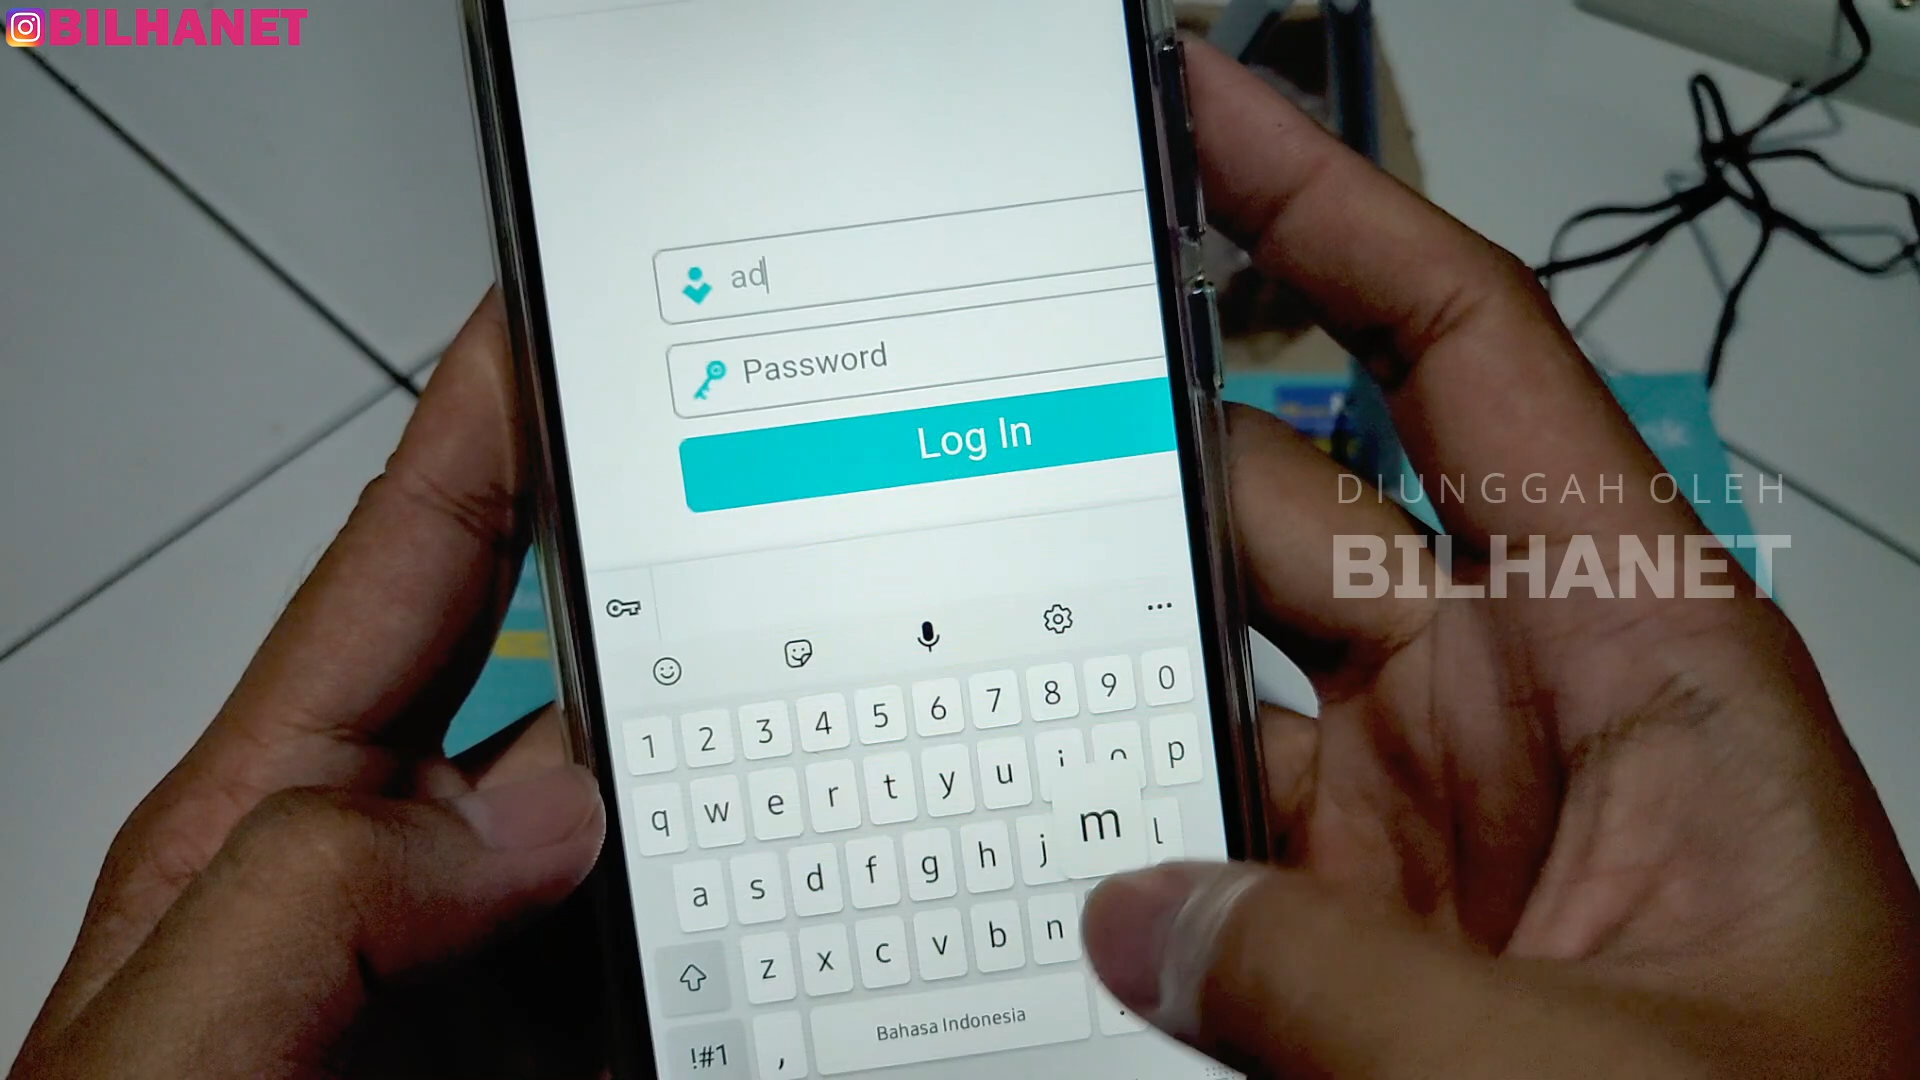 BILHANET
ad
Password
Log In
DIUNGGAH OLEH
BILHANET
1 2 3 4 5 6 7 8 9 0
q w e r t y u i o p
a s d f g h j m l
z x c v b n
!#1 , Bahasa Indonesia .